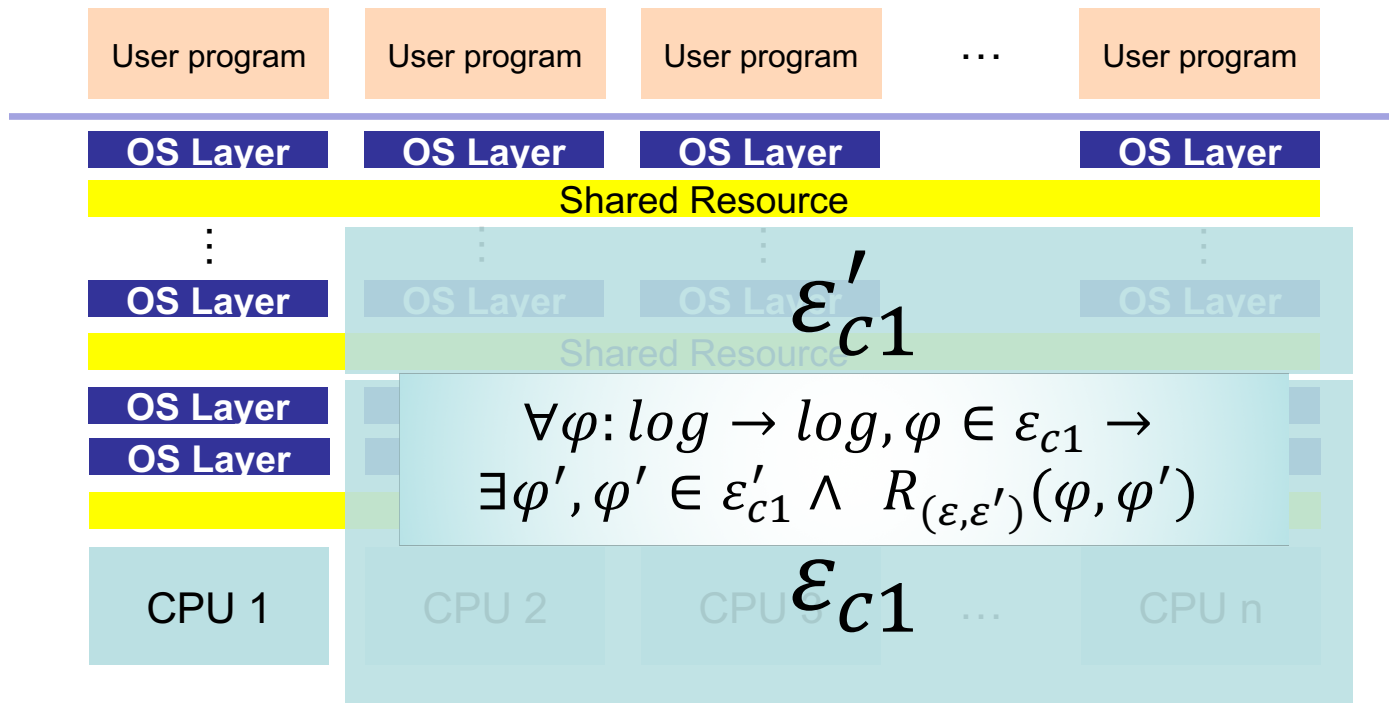 User program User program User program ⋯ User program
OS Layer OS Layer OS Layer OS Layer
Shared Resource
⋮ ⋮ ⋮ ⋮
OS Layer OS Layer OS Layer OS Layer
ε′c1
Shared Resource
OS Layer
∀φ: log → log, φ ∈ εc1 →
OS Layer
∃φ′, φ′ ∈ ε′c1 ∧ R(ε,ε′)(φ, φ′)
CPU 1 CPU 2 CPU 3 ... CPU n
εc1